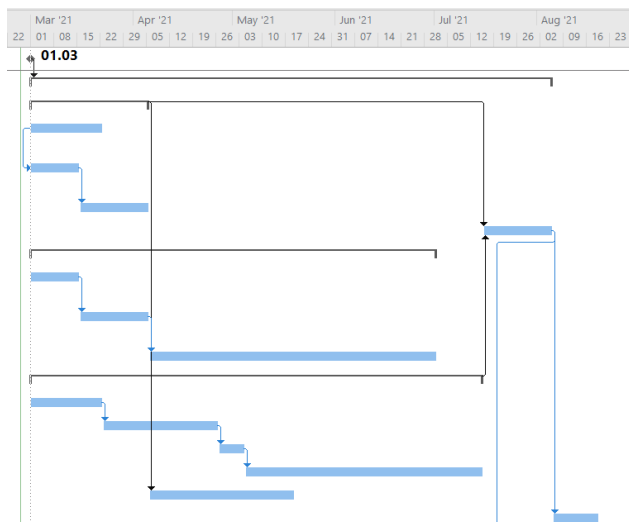 Mar '21 Apr '21 May '21 Jun '21 Jul '21 Aug '21
22 01 08 15 22 29 05 12 19 26 03 10 17 24 31 07 14 21 28 05 12 19 26 02 09 16 23
01.03